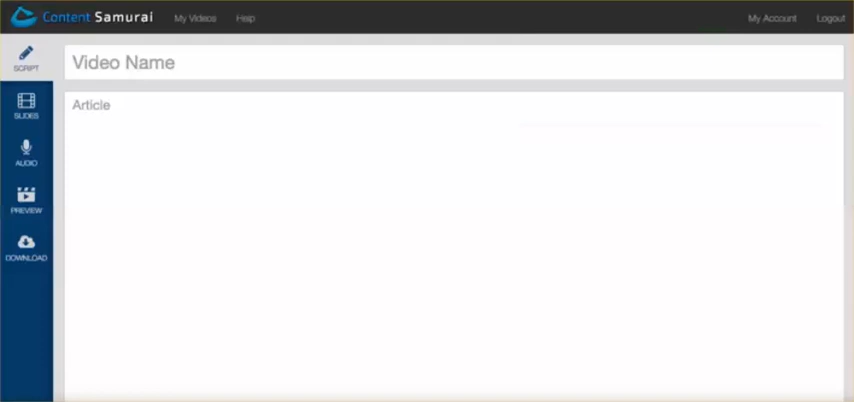 Content Samurai My Videos Help My Account Logout
SCRIPT
Video Name
Article
SLIDES
AUDIO
PREVIEW
DOWNLOAD